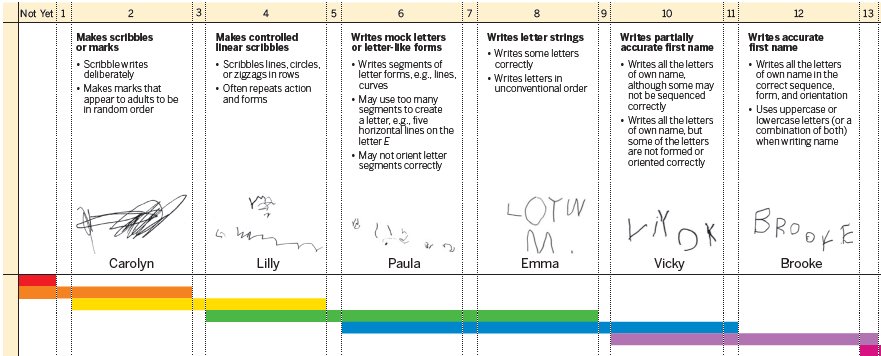 Not Yet 1 2 3 4 5 6 7 8 9 10 11 12 13
Makes scribbles
or marks
• Scribble writes
deliberately
• Makes marks that
appear to adults to be
in random order
Carolyn
Makes controlled
linear scribbles
• Scribbles lines, circles,
or zigzags in rows
• Often repeats action
and forms
Lilly
Writes mock letters
or letter-like forms
• Writes segments of
letter forms, e.g., lines,
curves
• May use too many
segments to create
a letter, e.g., five
horizontal lines on the
letter E
• May not orient letter
segments correctly
Paula
Writes letter strings
• Writes some letters
correctly
• Writes letters in
unconventional order
LOTW
M
Emma
Writes partially
accurate first name
• Writes all the letters
of own name,
although some may
not be sequenced
correctly
• Writes all the letters
of own name, but
some of the letters
are not formed or
oriented correctly
Vicky
Writes accurate
first name
• Writes all the letters
of own name in the
correct sequence,
form, and orientation
• Uses uppercase or
lowercase letters (or a
combination of both)
when writing name
BROOKE
Brooke